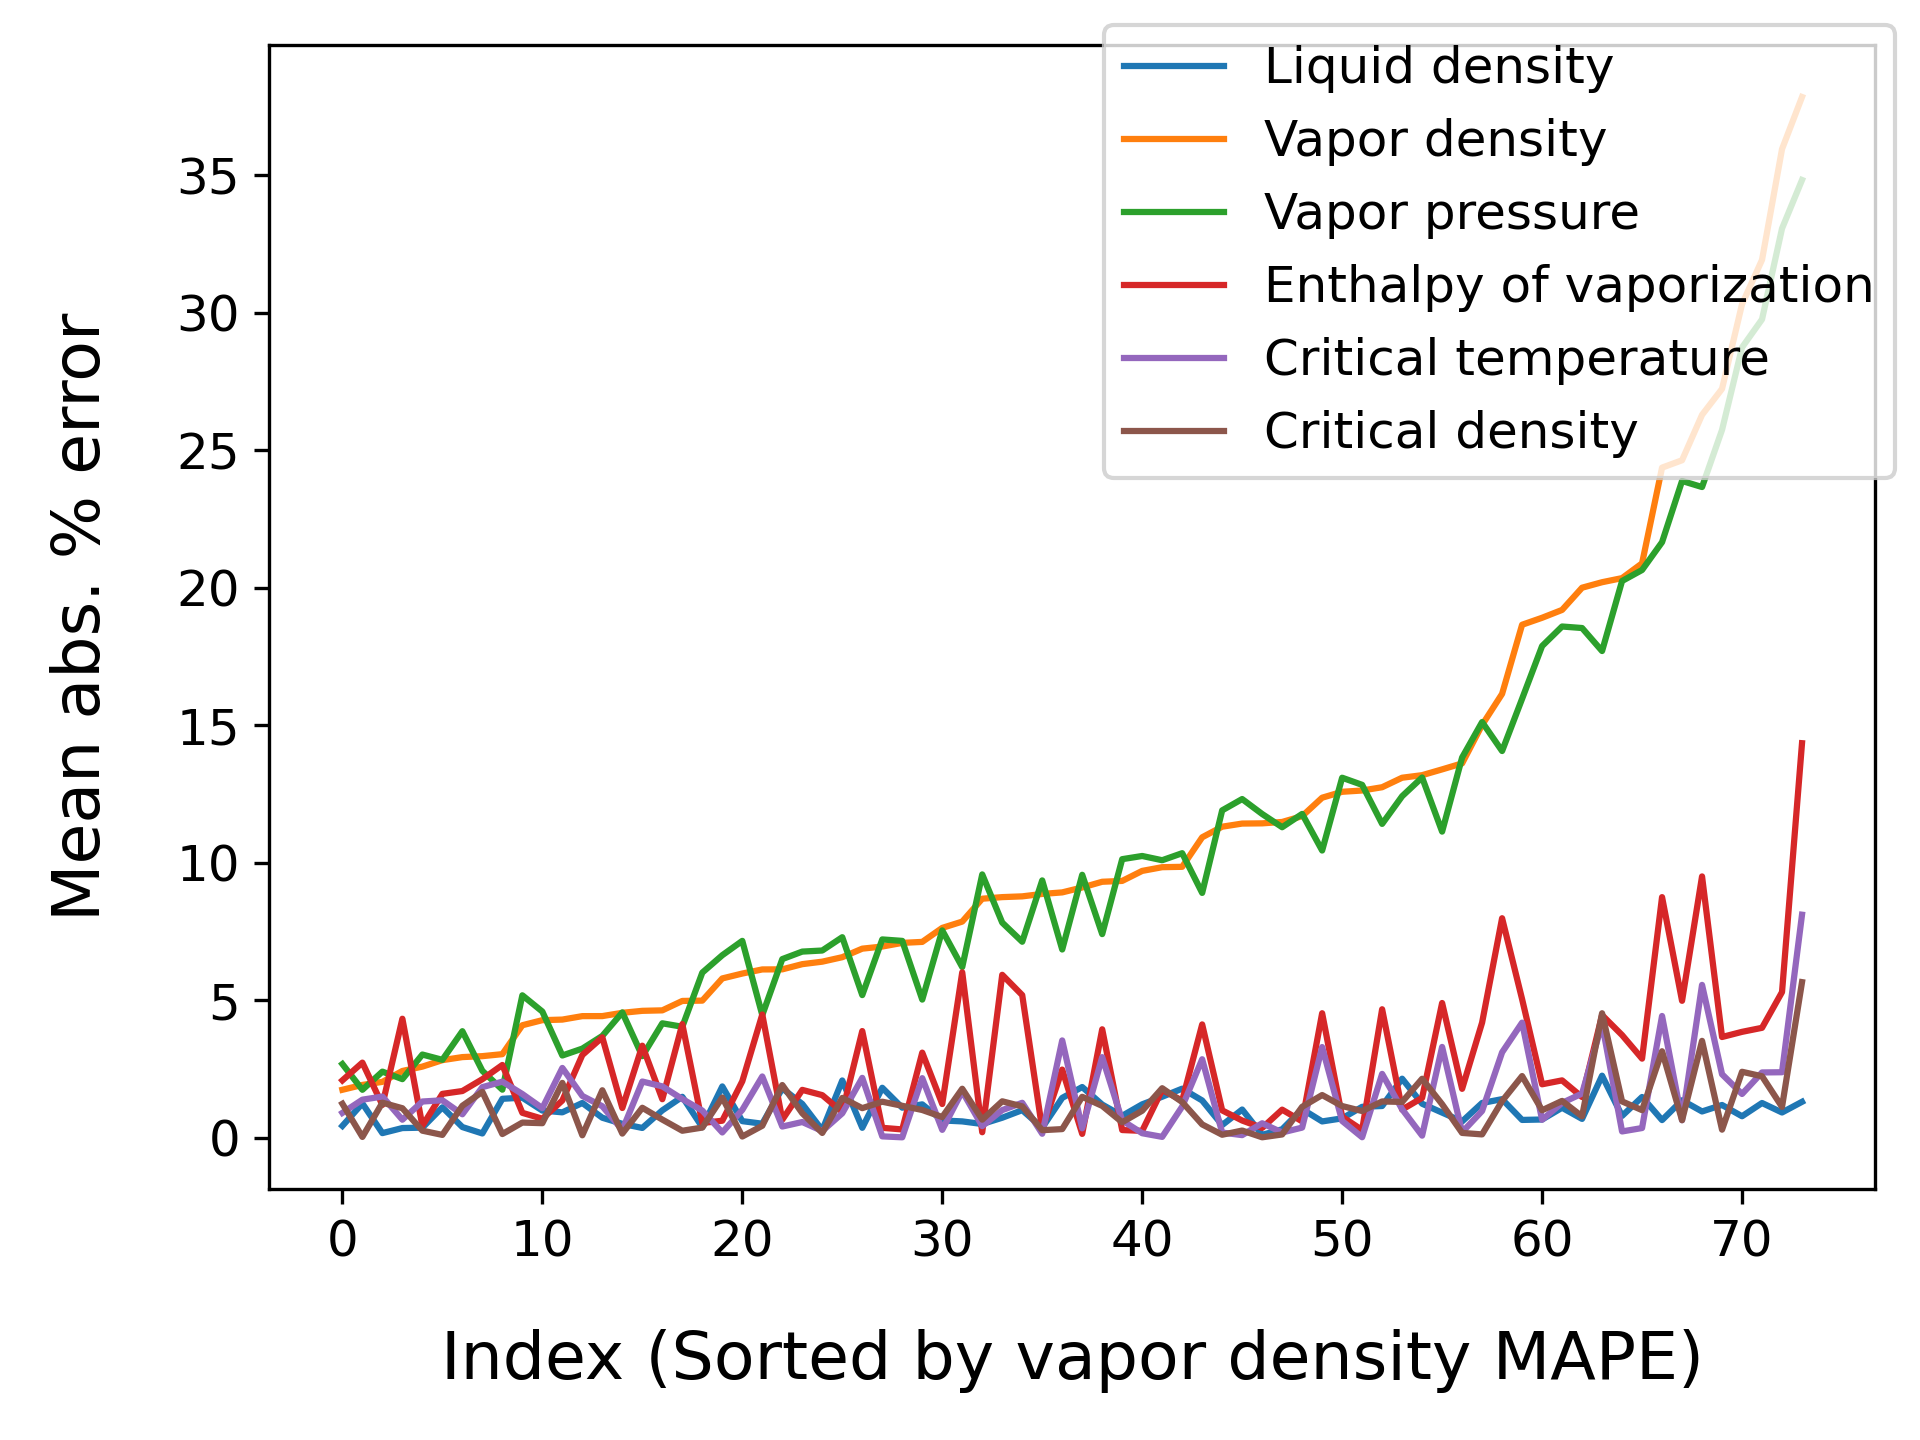 Liquid density
Vapor density
Vapor pressure
Enthalpy of vaporization
Critical temperature
Critical density
Mean abs. % error
35
30
25
20
15
10
5
0
0 10 20 30 40 50 60 70
Index (Sorted by vapor density MAPE)